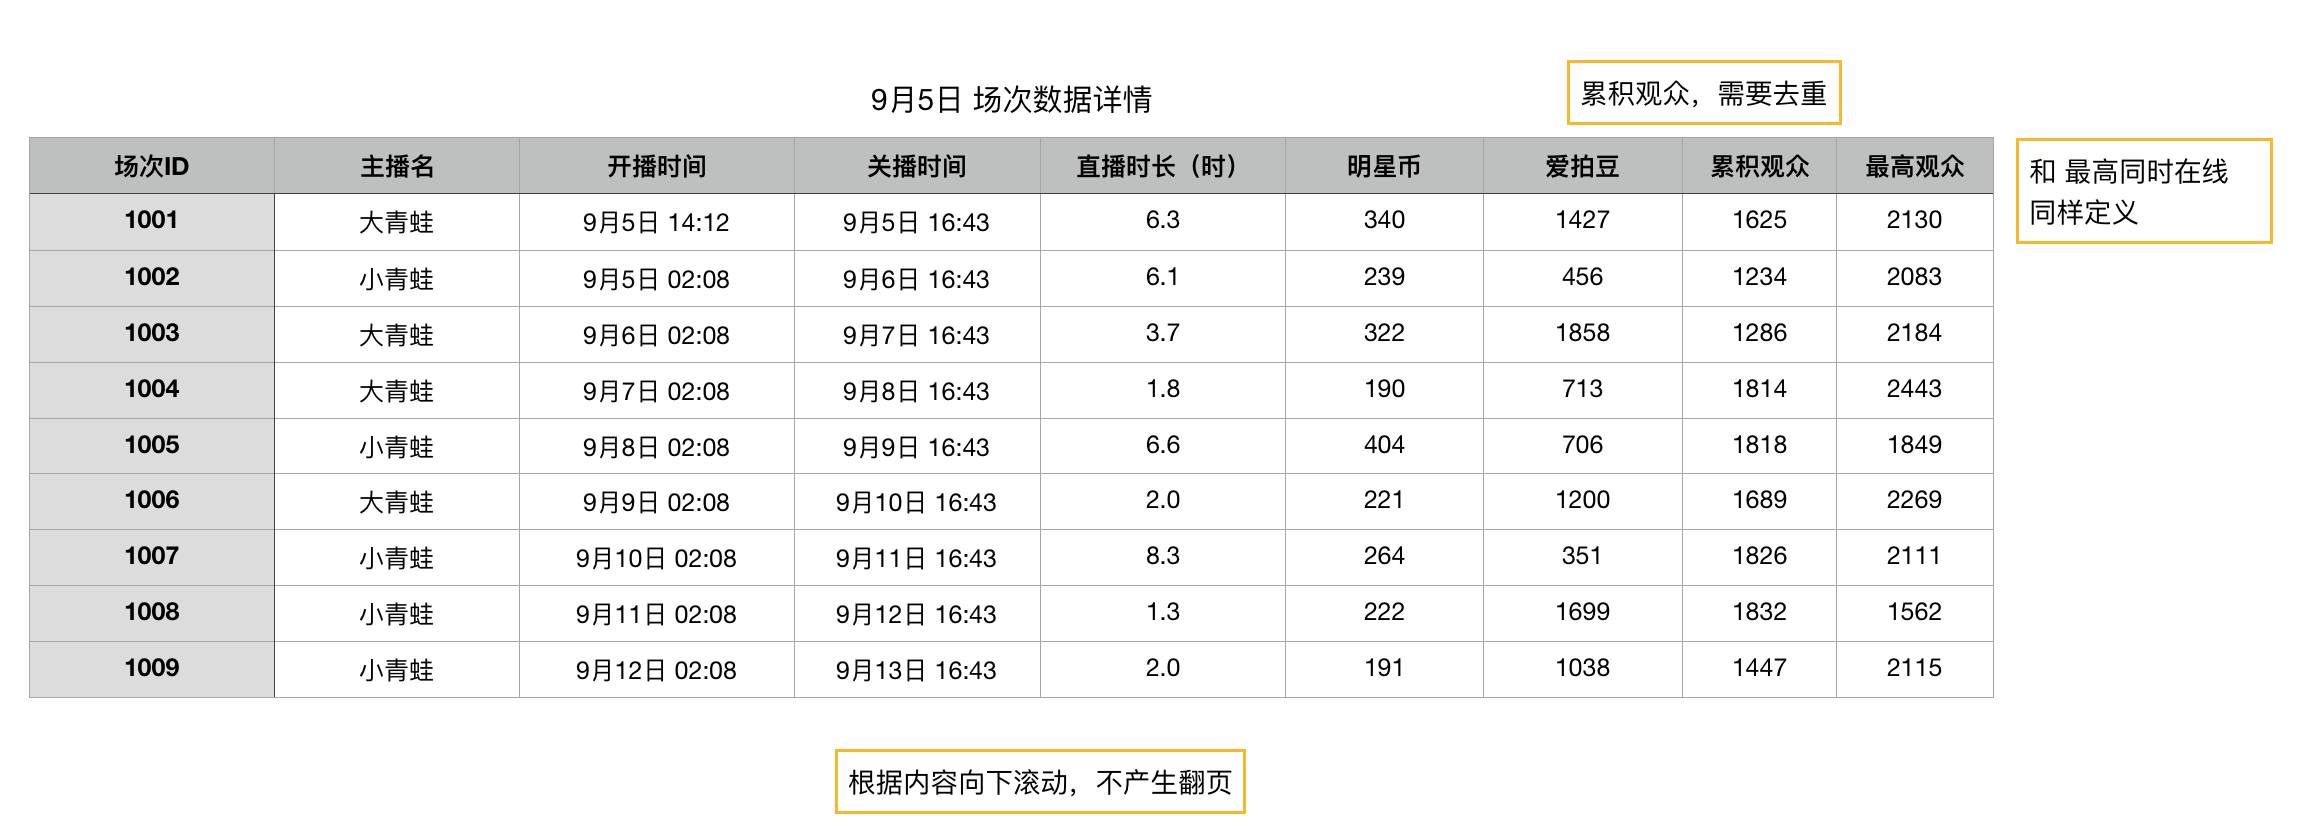 累积观众，需要去重
9月5日 场次数据详情
场次ID 主播名 开播时间 关播时间 直播时长（时） 明星币 爱拍豆 累积观众 最高观众
和 最高同时在线
同样定义
1001 大青蛙 9月5日 14:12 9月5日 16:43 6.3 340 1427 1625 2130
1002 小青蛙 9月5日 02:08 9月6日 16:43 6.1 239 456 1234 2083
1003 大青蛙 9月6日 02:08 9月7日 16:43 3.7 322 1858 1286 2184
1004 大青蛙 9月7日 02:08 9月8日 16:43 1.8 190 713 1814 2443
1005 小青蛙 9月8日 02:08 9月9日 16:43 6.6 404 706 1818 1849
1006 大青蛙 9月9日 02:08 9月10日 16:43 2.0 221 1200 1689 2269
1007 小青蛙 9月10日 02:08 9月11日 16:43 8.3 264 351 1826 2111
1008 小青蛙 9月11日 02:08 9月12日 16:43 1.3 222 1699 1832 1562
1009 小青蛙 9月12日 02:08 9月13日 16:43 2.0 191 1038 1447 2115
根据内容向下滚动，不产生翻页